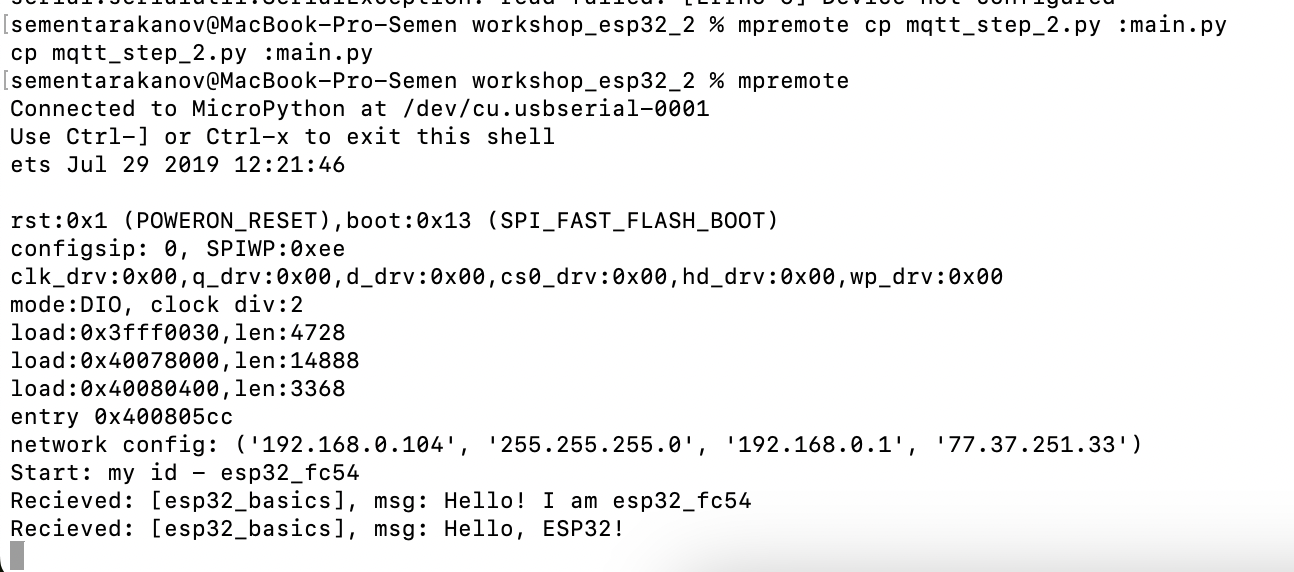 serial.serialutil.SerialException: read failed: [Errno 6] Device not configured
[sementarakanov@MacBook-Pro-Semen workshop_esp32_2 % mpremote cp mqtt_step_2.py :main.py
cp mqtt_step_2.py :main.py
[sementarakanov@MacBook-Pro-Semen workshop_esp32_2 % mpremote
Connected to MicroPython at /dev/cu.usbserial-0001
Use Ctrl-] or Ctrl-x to exit this shell
ets Jul 29 2019 12:21:46
rst:0x1 (POWERON_RESET),boot:0x13 (SPI_FAST_FLASH_BOOT)
configsip: 0, SPIWP:0xee
clk_drv:0x00,q_drv:0x00,d_drv:0x00,cs0_drv:0x00,hd_drv:0x00,wp_drv:0x00
mode:DIO, clock div:2
load:0x3fff0030,len:4728
load:0x40078000,len:14888
load:0x40080400,len:3368
entry 0x400805cc
network config: ('192.168.0.104', '255.255.255.0', '192.168.0.1', '77.37.251.33')
Start: my id - esp32_fc54
Recieved: [esp32_basics], msg: Hello! I am esp32_fc54
Recieved: [esp32_basics], msg: Hello, ESP32!